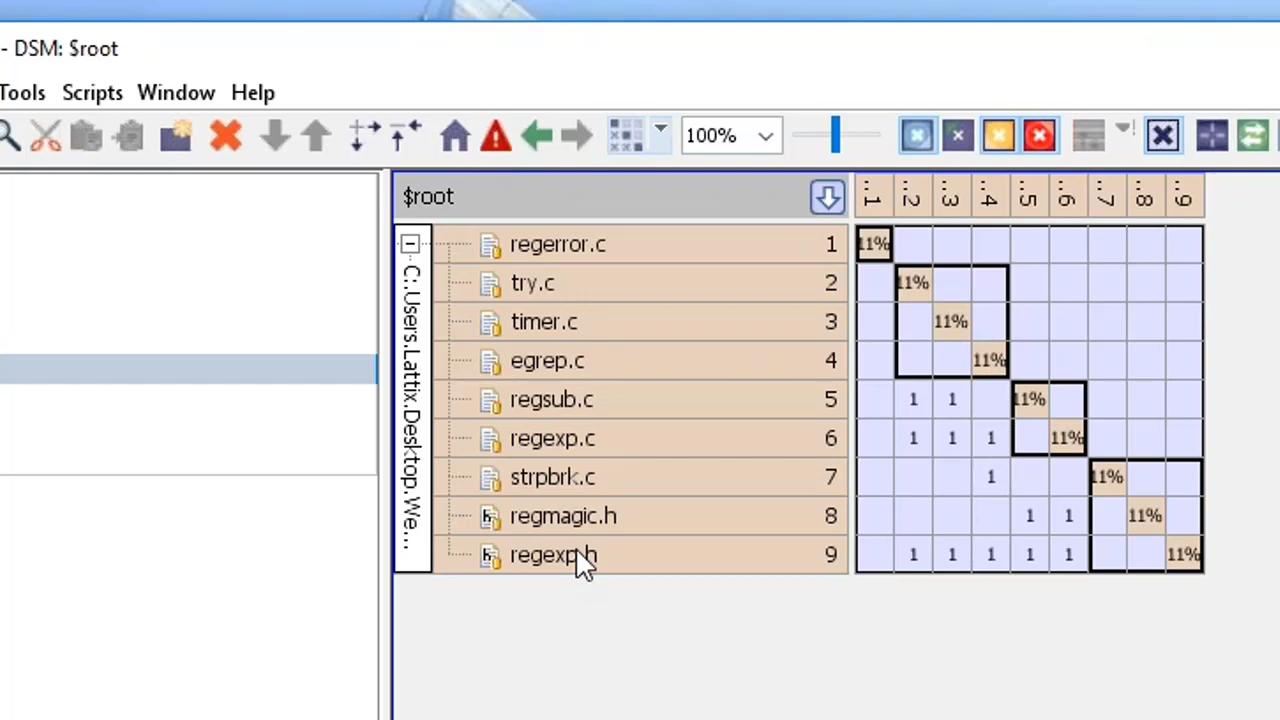 - DSM: $root
Tools Scripts Window Help
100%
$root ..1 ..2 ..3 ..4 ..5 ..6 ..7 ..8 ..9
C:.Users.Lattix.Desktop.We...
regerror.c 1 11%
try.c 2 11%
timer.c 3 11%
egrep.c 4 11%
regsub.c 5 1 1 11%
regexp.c 6 1 1 1 11%
strpbrk.c 7 1 11%
regmagic.h 8 1 1 11%
regexp.h 9 1 1 1 1 1 11%